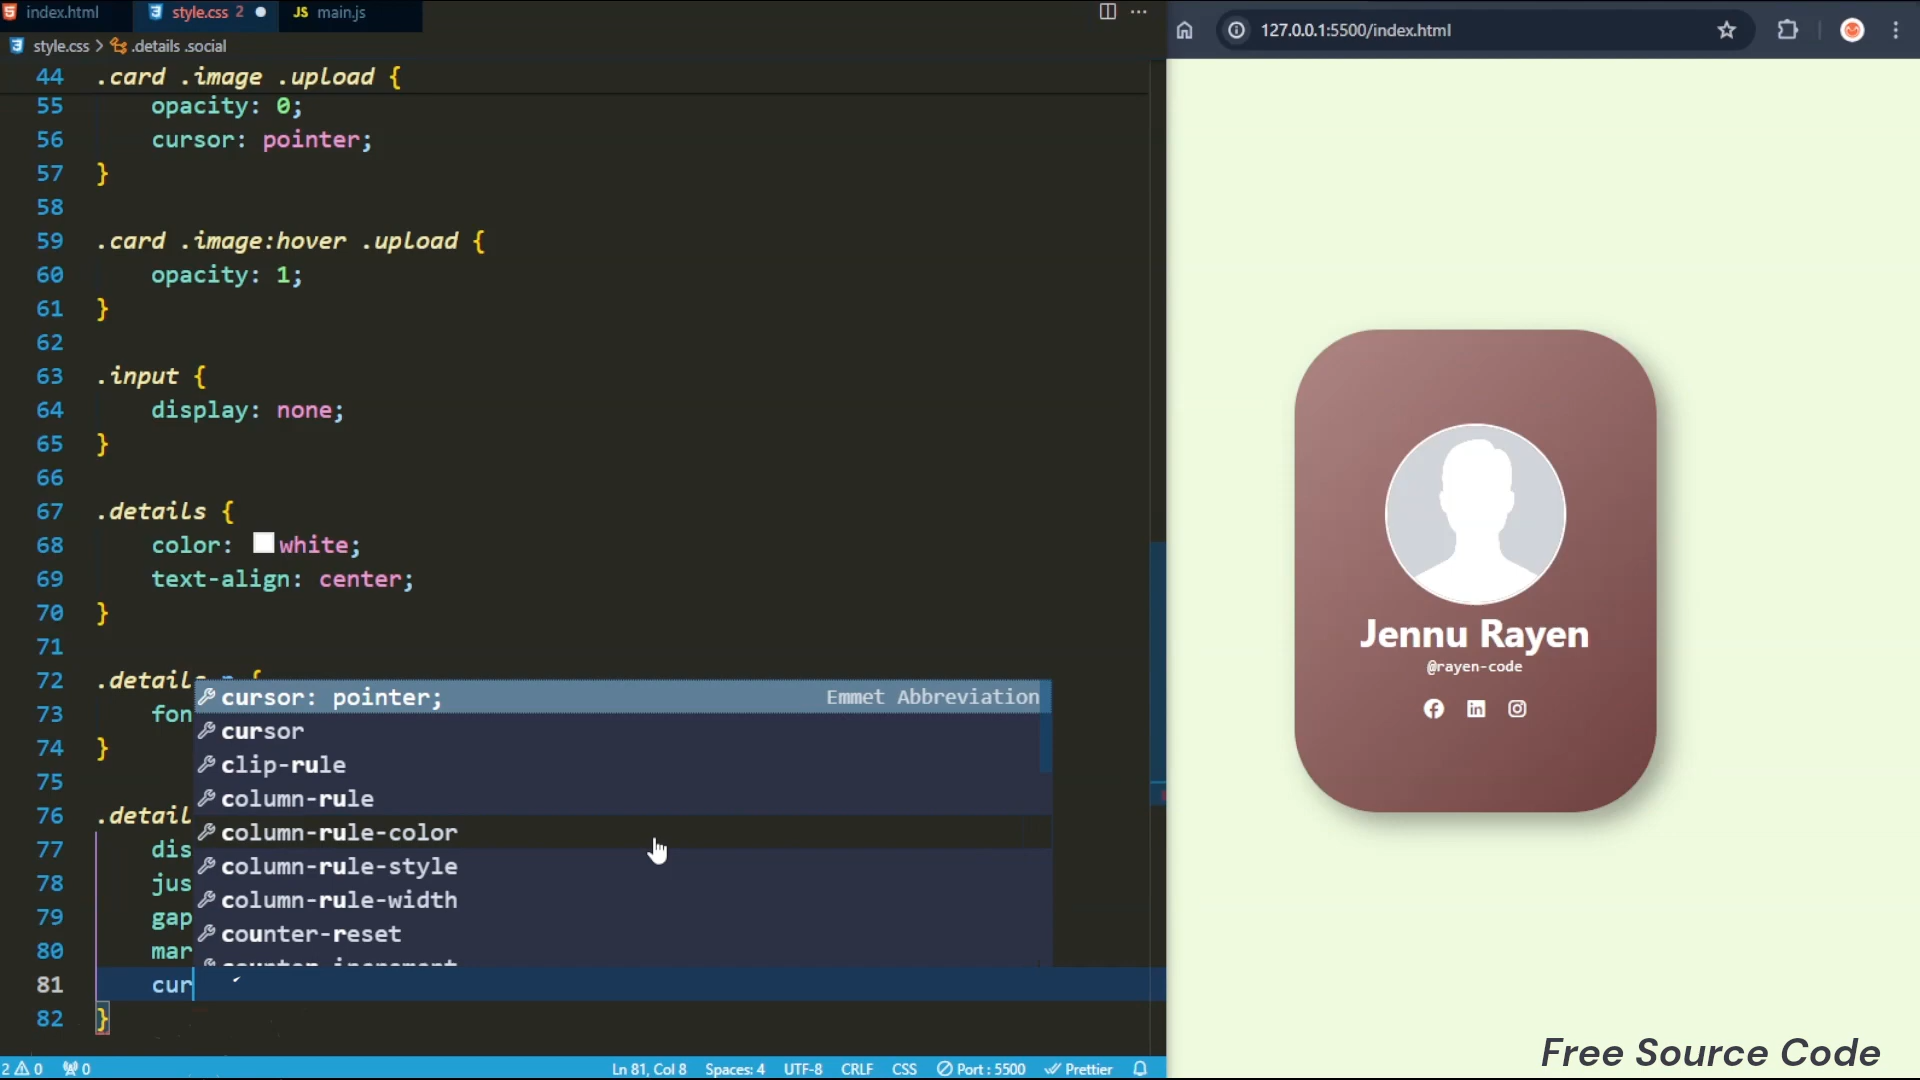 index.html
style.css 2
JS main.js
127.0.0.1:5500/index.html
style.css > .details .social
44 .card .image .upload {
55 opacity: 0;
56 cursor: pointer;
57 }
58
59 .card .image:hover .upload {
60 opacity: 1;
61 }
62
63 .input {
64 display: none;
65 }
66
67 .details {
68 color: white;
69 text-align: center;
70 }
71
72 .details p {
73 fon
74 }
75
76 .detail
77 dis
78 jus
79 gap
80 mar
81 cur
82 }
cursor: pointer; Emmet Abbreviation
cursor
clip-rule
column-rule
column-rule-color
column-rule-style
column-rule-width
counter-reset
counter-increment
Jennu Rayen
@rayen-code
2 0 0 Ln 81, Col 8 Spaces: 4 UTF-8 CRLF CSS Port : 5500 Prettier
Free Source Code